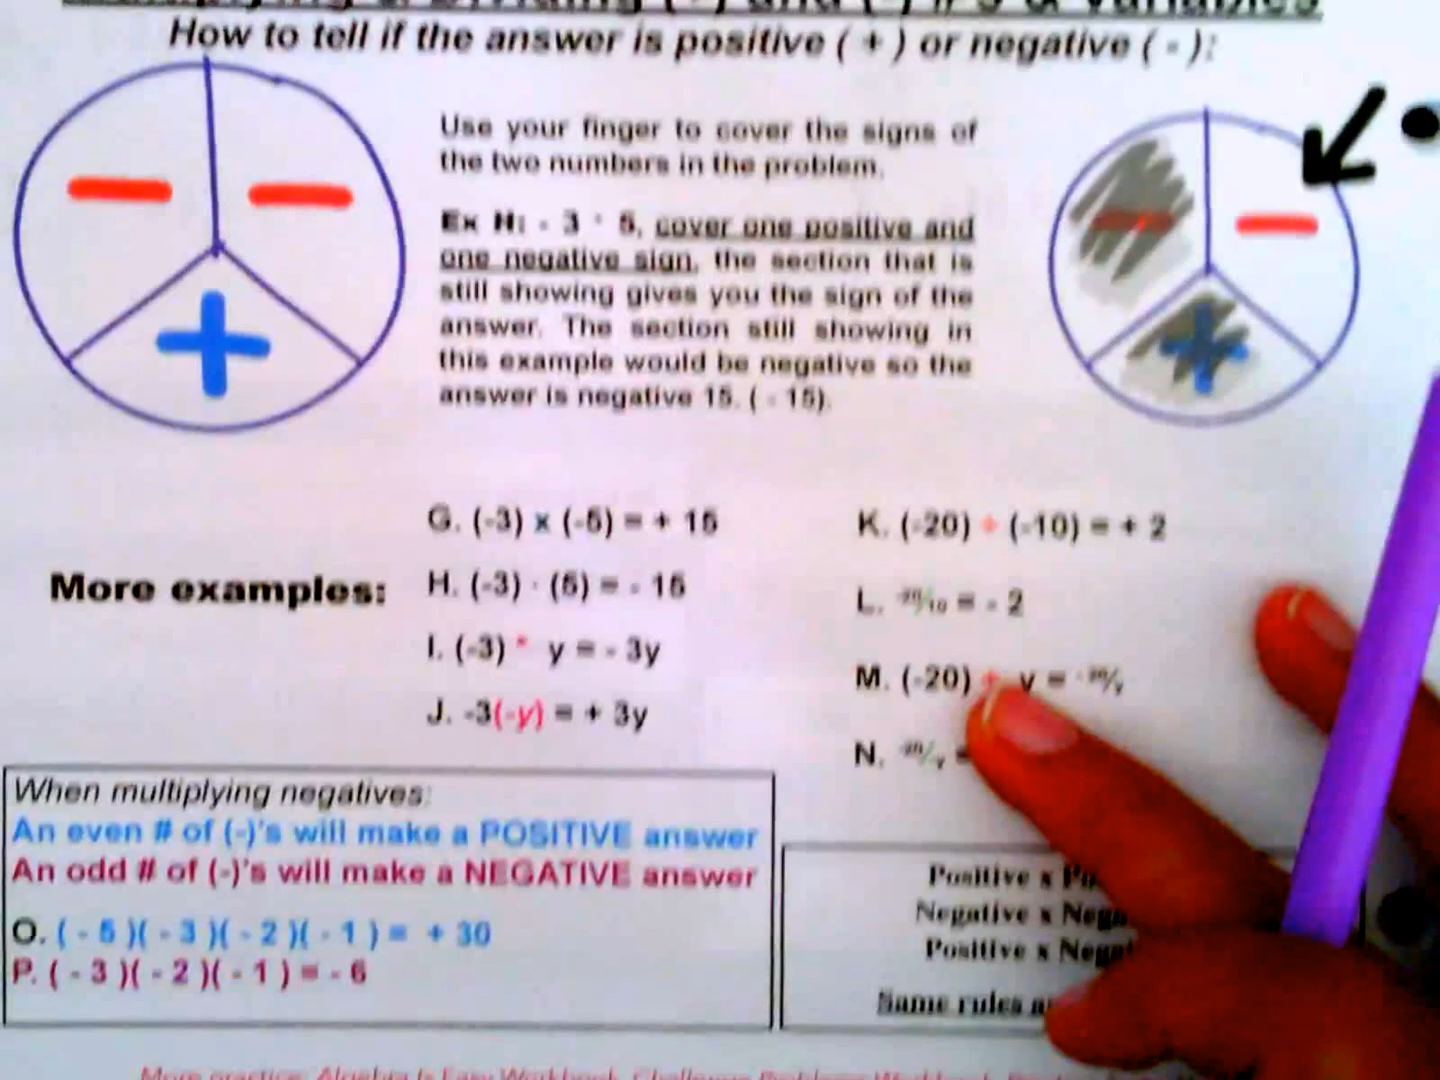 How to tell if the answer is positive ( + ) or negative ( - ):
Use your finger to cover the signs of
the two numbers in the problem.
Ex H: - 3 · 5, cover one positive and
one negative sign, the section that is
still showing gives you the sign of the
answer. The section still showing in
this example would be negative so the
answer is negative 15. ( - 15).
More examples:
G. (-3) x (-5) = + 15
H. (-3) · (5) = - 15
I. (-3) * y = - 3y
J. -3(-y) = + 3y
K. (-20) ÷ (-10) = + 2
L. -20/10 = - 2
M. (-20) ÷ y = -20/y
N. =
When multiplying negatives:
An even # of (-)'s will make a POSITIVE answer
An odd # of (-)'s will make a NEGATIVE answer
O. ( - 5 )( - 3 )( - 2 )( - 1 ) = + 30
P. ( - 3 )( - 2 )( - 1 ) = - 6
Positive x
Negative x
Positive x
Same rules